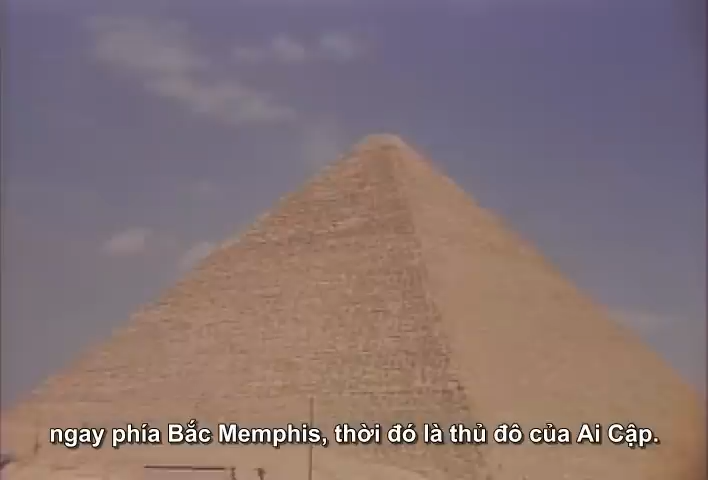 ngay phía Bắc Memphis, thời đó là thủ đô của Ai Cập.